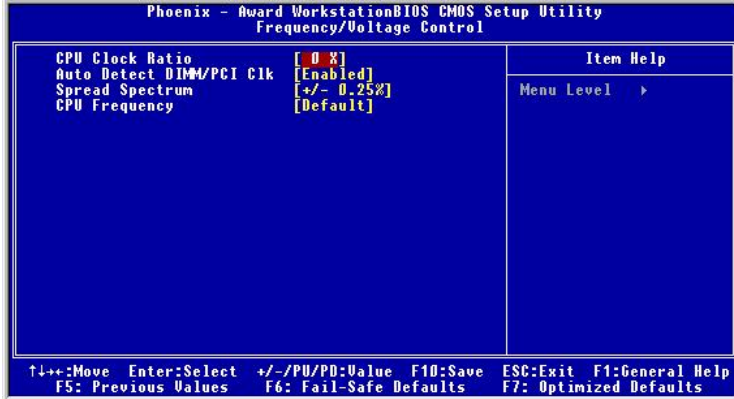 Phoenix - Award WorkstationBIOS CMOS Setup Utility
Frequency/Voltage Control
CPU Clock Ratio [ 0 X]
Auto Detect DIMM/PCI Clk [Enabled]
Spread Spectrum [+/- 0.25%]
CPU Frequency [Default]
Item Help
Menu Level ▸
↑↓→←:Move Enter:Select +/-/PU/PD:Value F10:Save ESC:Exit F1:General Help
F5: Previous Values F6: Fail-Safe Defaults F7: Optimized Defaults